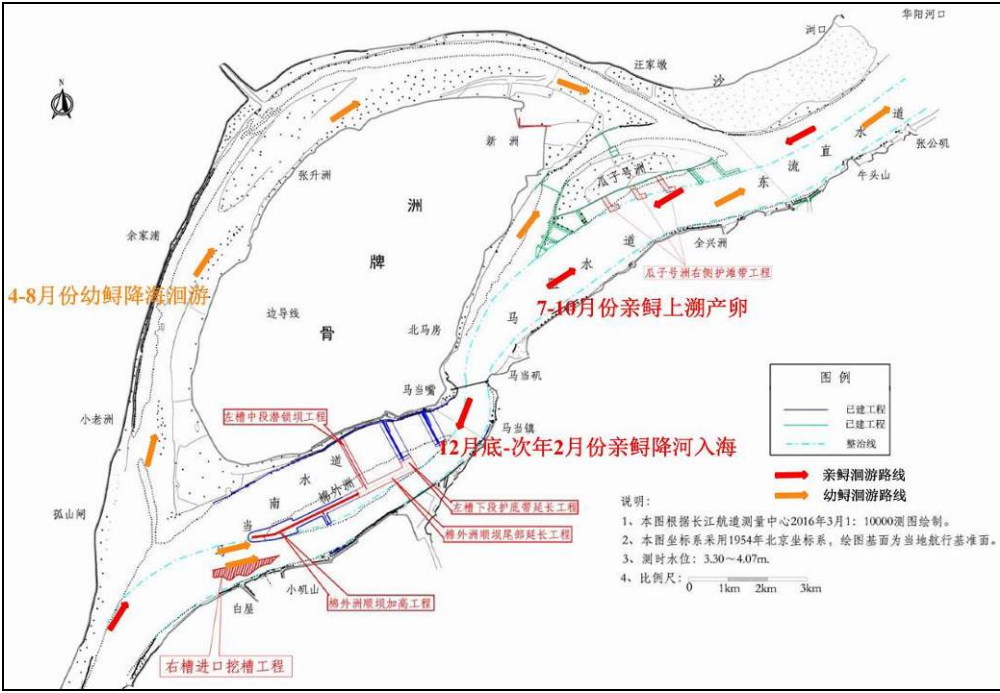 华阳河口
浏口
汪家墩
沙
N
新洲
直
水
道
张公矶
流
东
牛头山
瓜子号洲
张升洲
洲
余家浦
道
全兴洲
牌
水
瓜子号洲右侧护滩带工程
4-8月份幼鲟降海洄游
7-10月份亲鲟上溯产卵
边导线
骨
北马房
马
马当矶
图 例
马当嘴
已建工程
小老洲
左槽中段潜锁坝工程
马当镇
已建工程
整治线
12月底-次年2月份亲鲟降河入海
道
水
棉外洲
亲鲟洄游路线
左槽下段护底带延长工程
幼鲟洄游路线
孤山闸
南
说明:
当
棉外洲顺坝尾部延长工程
1、本图根据长江航道测量中心2016年3月1:10000测图绘制。
2、本图坐标系采用1954年北京坐标系，绘图基面为当地航行基准面。
3、测时水位:3.30～4.07m.
小矶山
棉外洲顺坝加高工程
4、比例尺:
0 1km 2km 3km
白屋
右槽进口挖槽工程